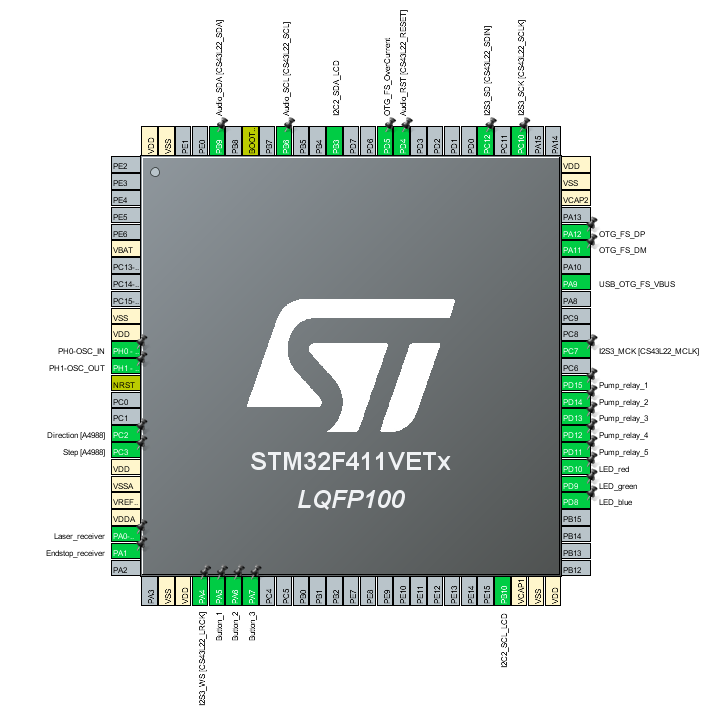 Audio_SDA [CS43L22_SDA]
Audio_SCL [CS43L22_SCL]
I2C2_SDA_LCD
OTG_FS_OverCurrent
Audio_RST [CS43L22_RESET]
I2S3_SD [CS43L22_SDIN]
I2S3_SCK [CS43L22_SCLK]
VDD
VSS
PE1
PE0
PB9
PB8
BOOT..
PB7
PB6
PB5
PB4
PB3
PD7
PD6
PD5
PD4
PD3
PD2
PD1
PD0
PC12
PC11
PC10
PA15
PA14
PE2
PE3
PE4
PE5
PE6
VBAT
PC13-..
PC14-..
PC15-..
VSS
VDD
PH0-OSC_IN PH0 -..
PH1-OSC_OUT PH1 -..
NRST
PC0
PC1
Direction [A4988] PC2
Step [A4988] PC3
VDD
VSSA
VREF..
VDDA
Laser_receiver PA0-..
Endstop_receiver PA1
PA2
STM32F411VETx
LQFP100
VDD
VSS
VCAP2
PA13
PA12 OTG_FS_DP
PA11 OTG_FS_DM
PA10
PA9 USB_OTG_FS_VBUS
PA8
PC9
PC8
PC7 I2S3_MCK [CS43L22_MCLK]
PC6
PD15 Pump_relay_1
PD14 Pump_relay_2
PD13 Pump_relay_3
PD12 Pump_relay_4
PD11 Pump_relay_5
PD10 LED_red
PD9 LED_green
PD8 LED_blue
PB15
PB14
PB13
PB12
PA3
VSS
VDD
PA4
PA5
PA6
PA7
PC4
PC5
PB0
PB1
PB2
PE7
PE8
PE9
PE10
PE11
PE12
PE13
PE14
PE15
PB10
VCAP1
VSS
VDD
I2S3_WS [CS43L22_LRCK]
Button_1
Button_2
Button_3
I2C2_SCL_LCD